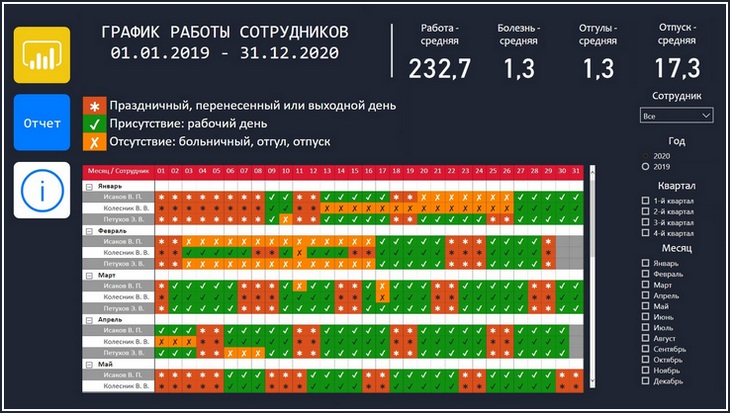 ГРАФИК РАБОТЫ СОТРУДНИКОВ
01.01.2019 - 31.12.2020
Работа - средняя
232,7
Болезнь - средняя
1,3
Отгулы - средняя
1,3
Отпуск - средняя
17,3
Отчет
Праздничный, перенесенный или выходной день
Присутствие: рабочий день
Отсутствие: больничный, отгул, отпуск
Сотрудник
Все
Год
2020
2019
Квартал
1-й квартал
2-й квартал
3-й квартал
4-й квартал
Месяц
Январь
Февраль
Март
Апрель
Май
Июнь
Июль
Август
Сентябрь
Октябрь
Ноябрь
Декабрь
Месяц / Сотрудник 01 02 03 04 05 06 07 08 09 10 11 12 13 14 15 16 17 18 19 20 21 22 23 24 25 26 27 28 29 30 31
Январь
Исаков В. П.
Колесник В. В.
Петухов Э. В.
Февраль
Исаков В. П.
Колесник В. В.
Петухов Э. В.
Март
Исаков В. П.
Колесник В. В.
Петухов Э. В.
Апрель
Исаков В. П.
Колесник В. В.
Петухов Э. В.
Май
Исаков В. П.
Колесник В. В.